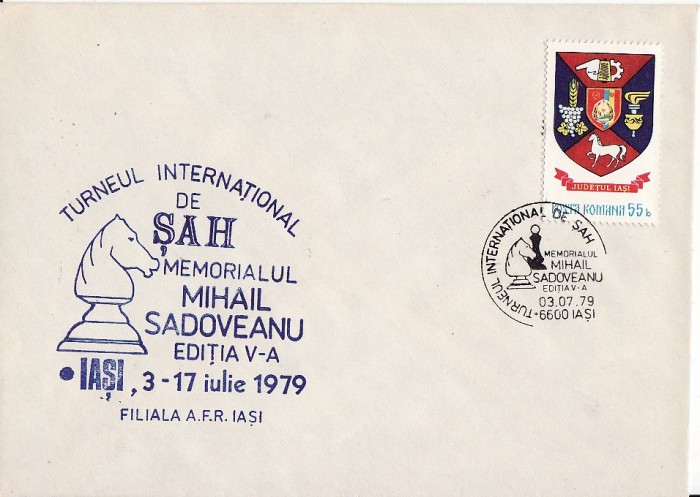 TURNEUL INTERNAȚIONAL
DE
ȘAH
MEMORIALUL
MIHAIL
SADOVEANU
EDIȚIA V-A
IAȘI, 3 - 17 iulie 1979
FILIALA A.F.R. IAȘI
JUDEȚUL IAȘI
POSTA ROMANA 55 b
TURNEUL INTERNAȚIONAL DE ȘAH
MEMORIALUL
MIHAIL
SADOVEANU
EDIȚIA V-A
03.07.79
6600 IAȘI